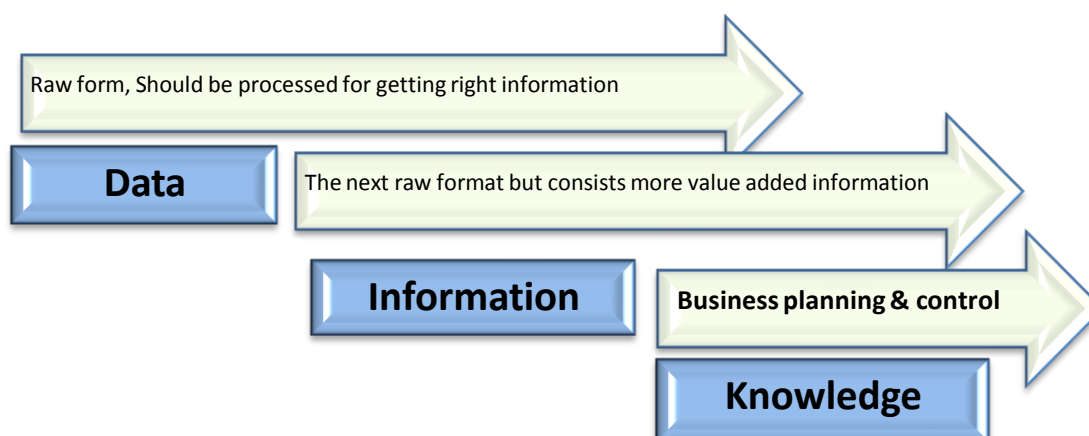 Raw form, Should be processed for getting right information
Data
The next raw format but consists more value added information
Information
Business planning & control
Knowledge